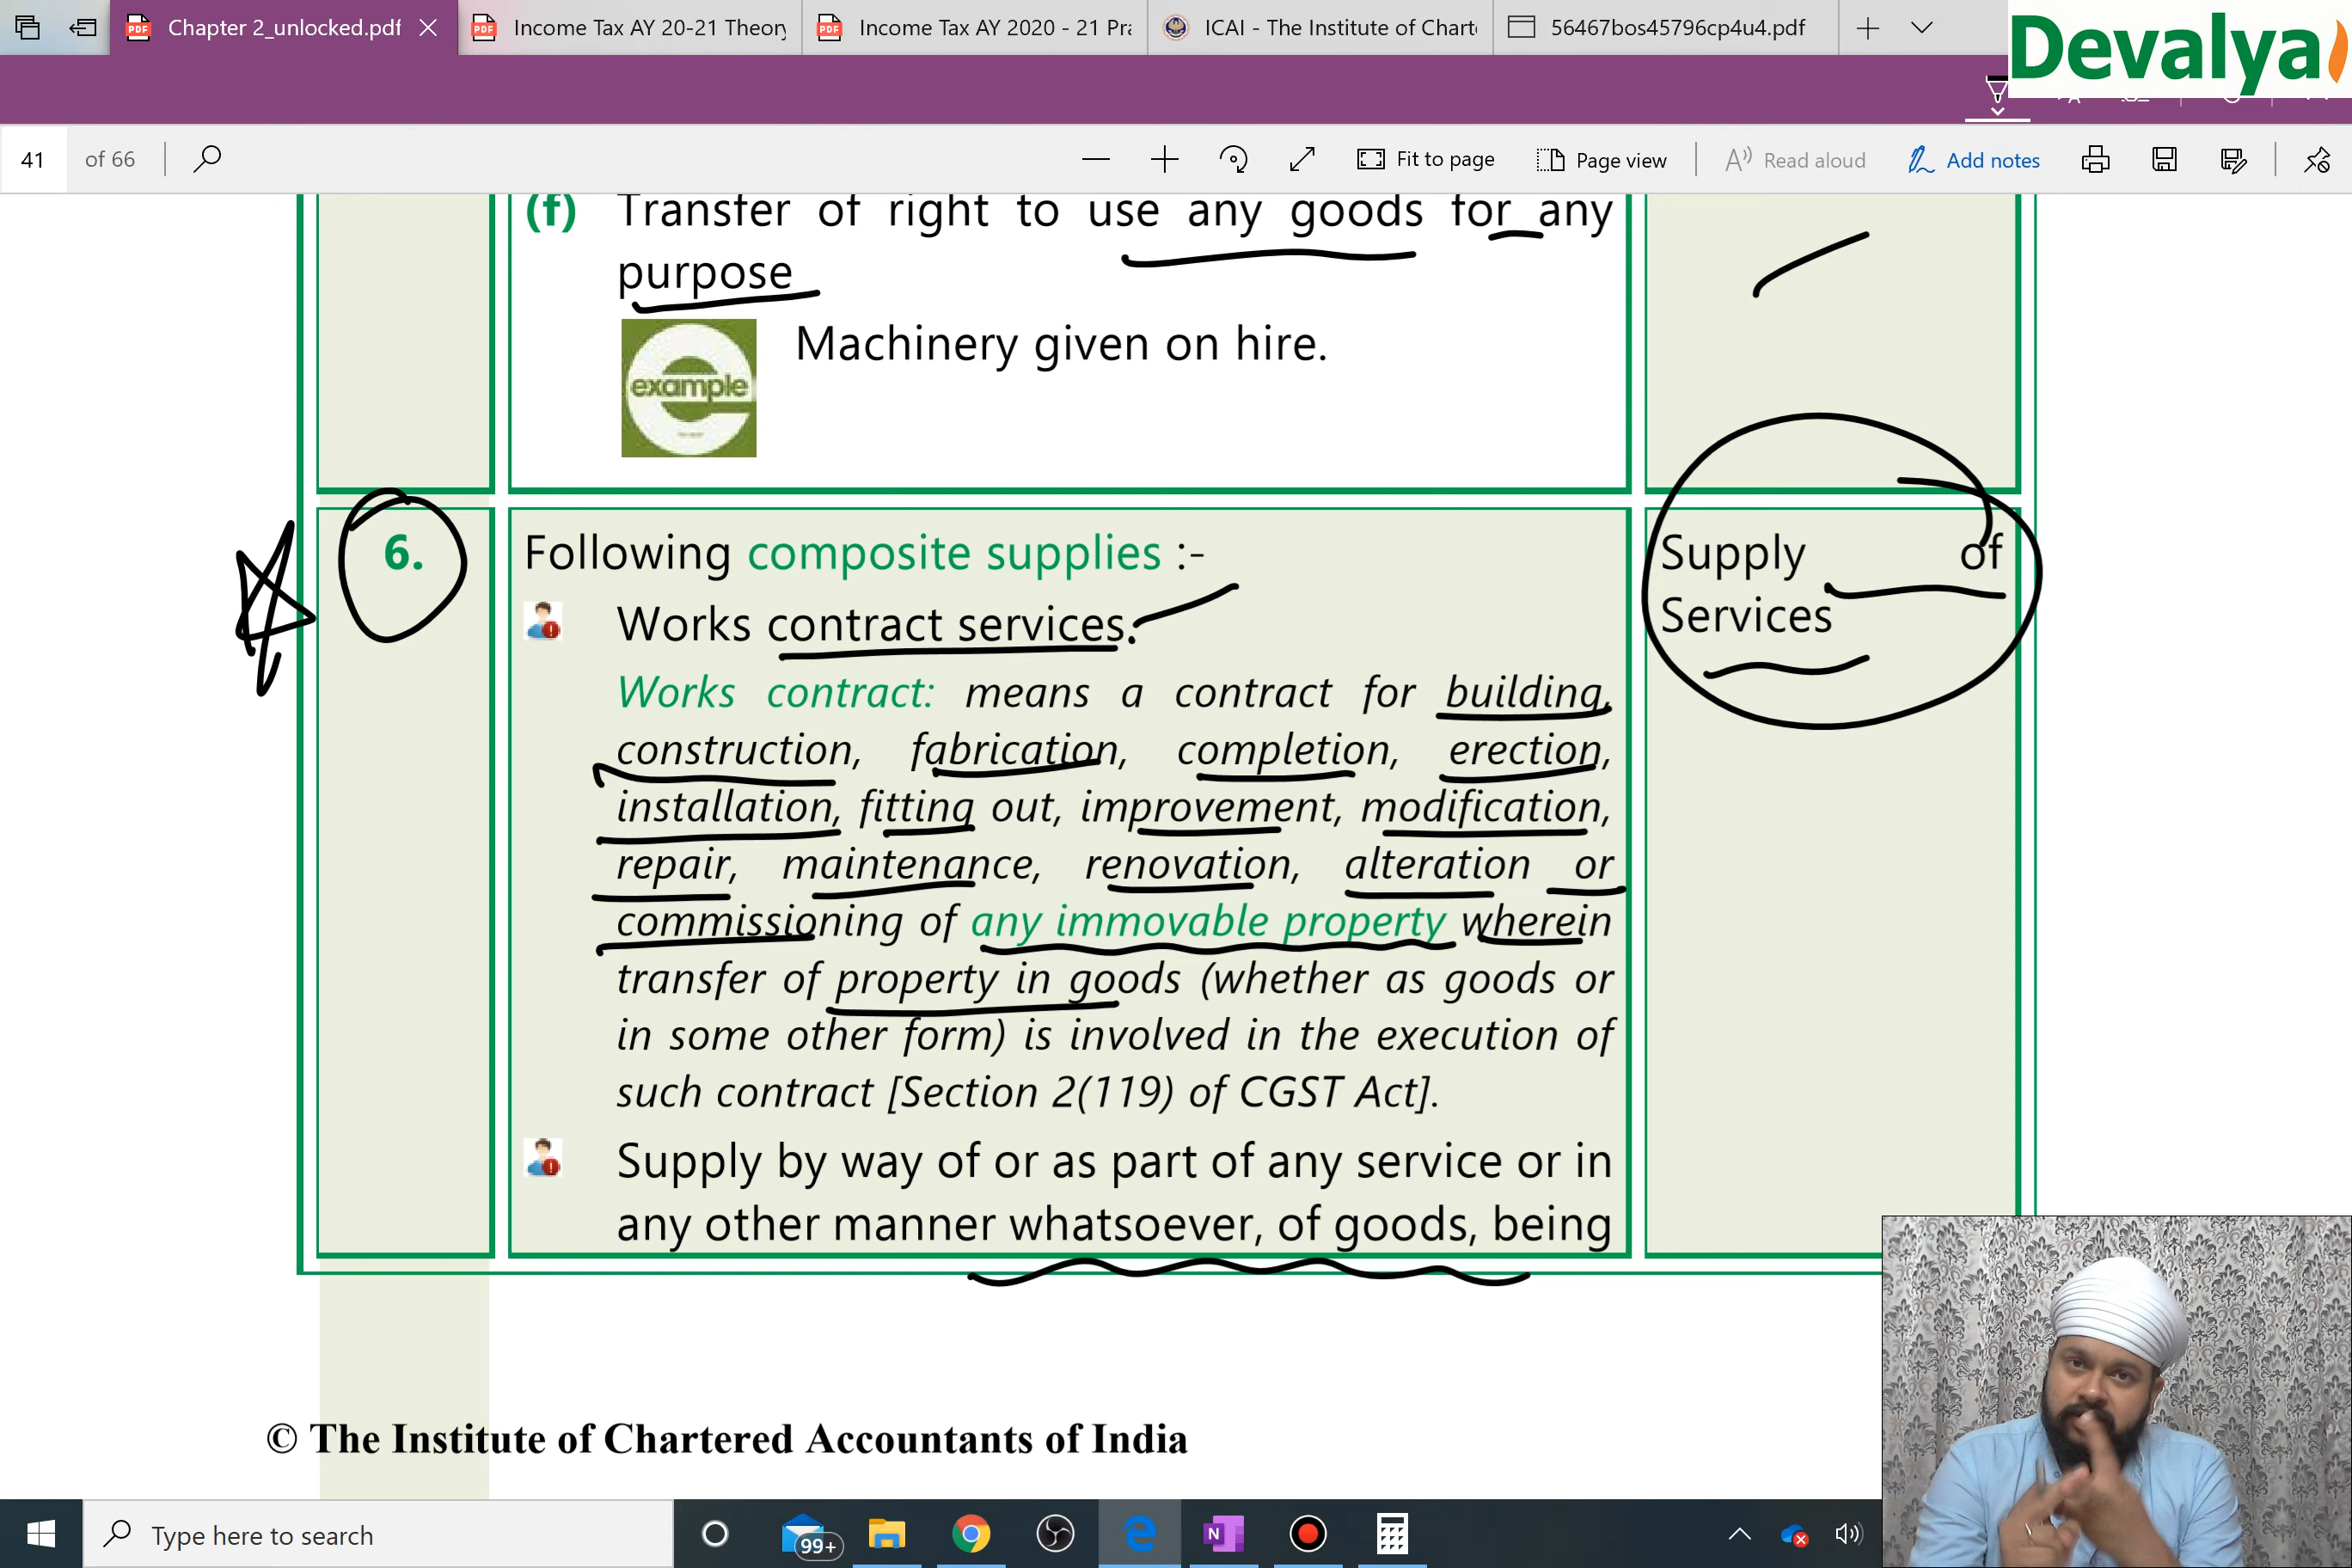 Chapter 2_unlocked.pdf
Income Tax AY 20-21 Theory
Income Tax AY 2020 - 21 Pra
ICAI - The Institute of Chart
56467bos45796cp4u4.pdf
Devalya
41 of 66
Fit to page
Page view
Read aloud
Add notes
(f) Transfer of right to use any goods for any
purpose
example
Machinery given on hire.
6.
Following composite supplies :-
Supply of
Services
Works contract services.
Works contract: means a contract for building,
construction, fabrication, completion, erection,
installation, fitting out, improvement, modification,
repair, maintenance, renovation, alteration or
commissioning of any immovable property wherein
transfer of property in goods (whether as goods or
in some other form) is involved in the execution of
such contract [Section 2(119) of CGST Act].
Supply by way of or as part of any service or in
any other manner whatsoever, of goods, being
© The Institute of Chartered Accountants of India
Type here to search
99+